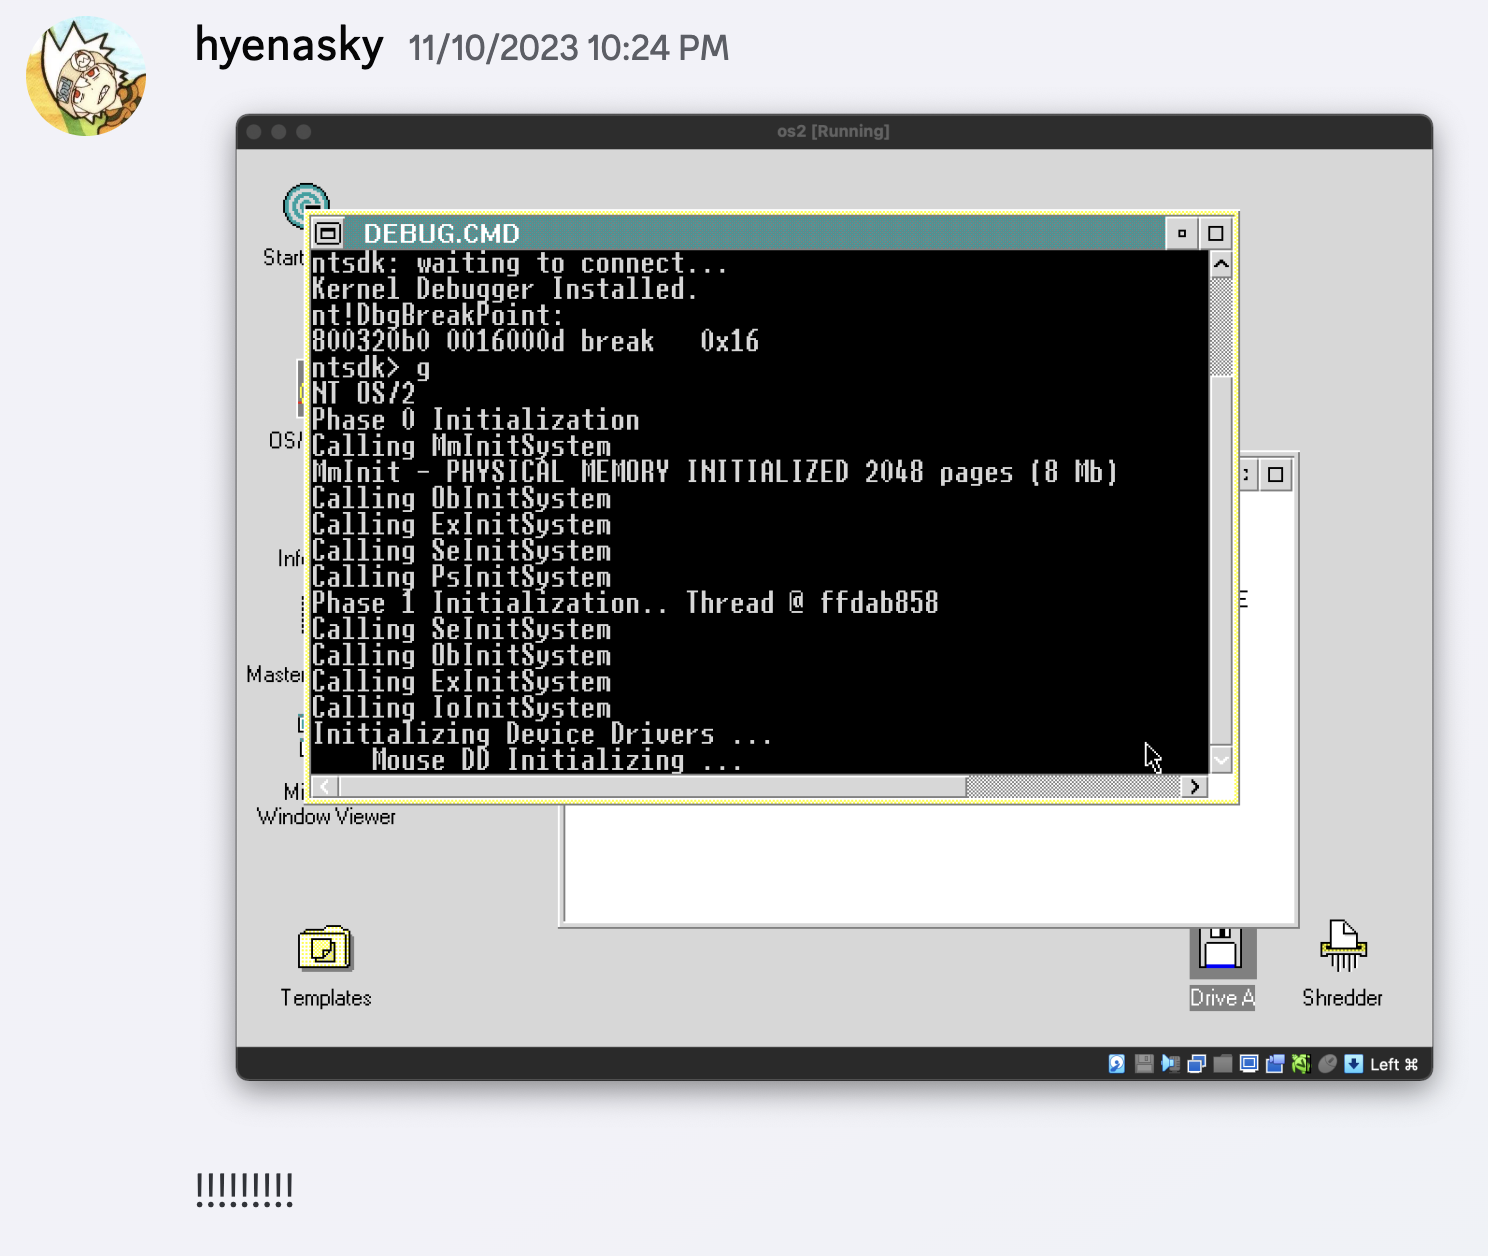 hyenasky 11/10/2023 10:24 PM
os2 [Running]
DEBUG.CMD
Start
ntsdk: waiting to connect...
Kernel Debugger Installed.
nt!DbgBreakPoint:
800320b0 0016000d break   0x16
ntsdk> g
NT OS/2
Phase 0 Initialization
OS/
Calling MmInitSystem
MmInit - PHYSICAL MEMORY INITIALIZED 2048 pages (8 Mb)
Calling ObInitSystem
Calling ExInitSystem
Calling SeInitSystem
Inf
Calling PsInitSystem
Phase 1 Initialization.. Thread @ ffdab858
E
Calling SeInitSystem
Calling ObInitSystem
Master
Calling ExInitSystem
Calling IoInitSystem
Initializing Device Drivers ...
Mouse DD Initializing ...
Mi
Window Viewer
Templates
Drive A
Shredder
Left ⌘
!!!!!!!!!